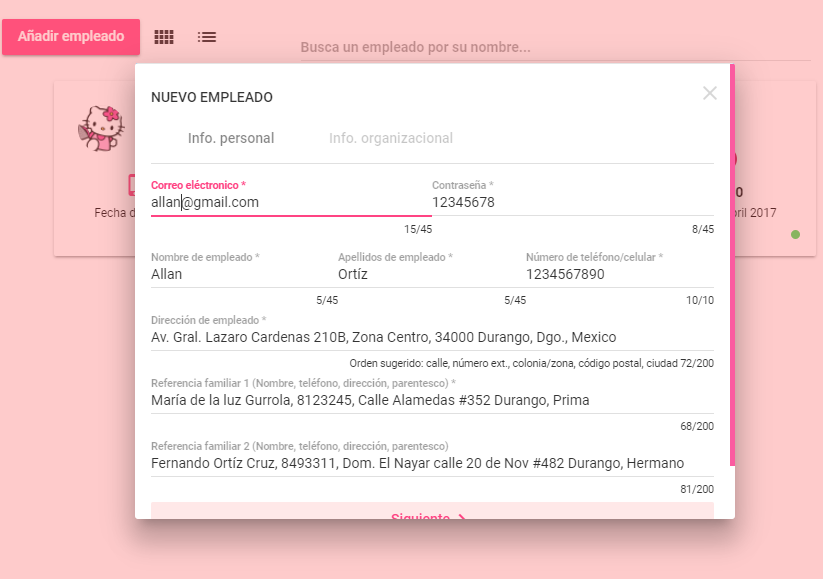 Añadir empleado
Busca un empleado por su nombre...
NUEVO EMPLEADO
Info. personal Info. organizacional
Correo eléctronico * Contraseña *
allan@gmail.com 12345678
15/45 8/45
Nombre de empleado * Apellidos de empleado * Número de teléfono/celular *
Allan Ortíz 1234567890
5/45 5/45 10/10
Dirección de empleado *
Av. Gral. Lazaro Cardenas 210B, Zona Centro, 34000 Durango, Dgo., Mexico
Orden sugerido: calle, número ext., colonia/zona, código postal, ciudad 72/200
Referencia familiar 1 (Nombre, teléfono, dirección, parentesco) *
María de la luz Gurrola, 8123245, Calle Alamedas #352 Durango, Prima
68/200
Referencia familiar 2 (Nombre, teléfono, dirección, parentesco)
Fernando Ortíz Cruz, 8493311, Dom. El Nayar calle 20 de Nov #482 Durango, Hermano
81/200
Siguiente
Fecha d
0
2017